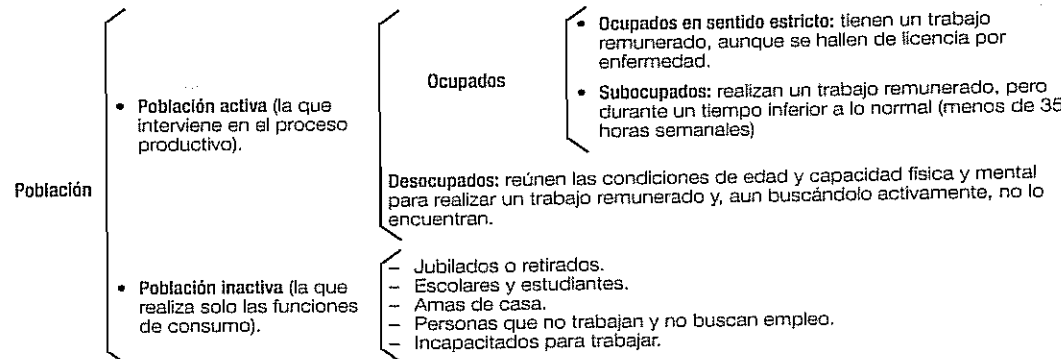 Población
• Población activa (la que
interviene en el proceso
productivo).
Ocupados
• Ocupados en sentido estricto: tienen un trabajo
remunerado, aunque se hallen de licencia por
enfermedad.
• Subocupados: realizan un trabajo remunerado, pero
durante un tiempo inferior a lo normal (menos de 35
horas semanales)
Desocupados: reúnen las condiciones de edad y capacidad física y mental
para realizar un trabajo remunerado y, aun buscándolo activamente, no lo
encuentran.
• Población inactiva (la que
realiza solo las funciones
de consumo).
– Jubilados o retirados.
– Escolares y estudiantes.
– Amas de casa.
– Personas que no trabajan y no buscan empleo.
– Incapacitados para trabajar.